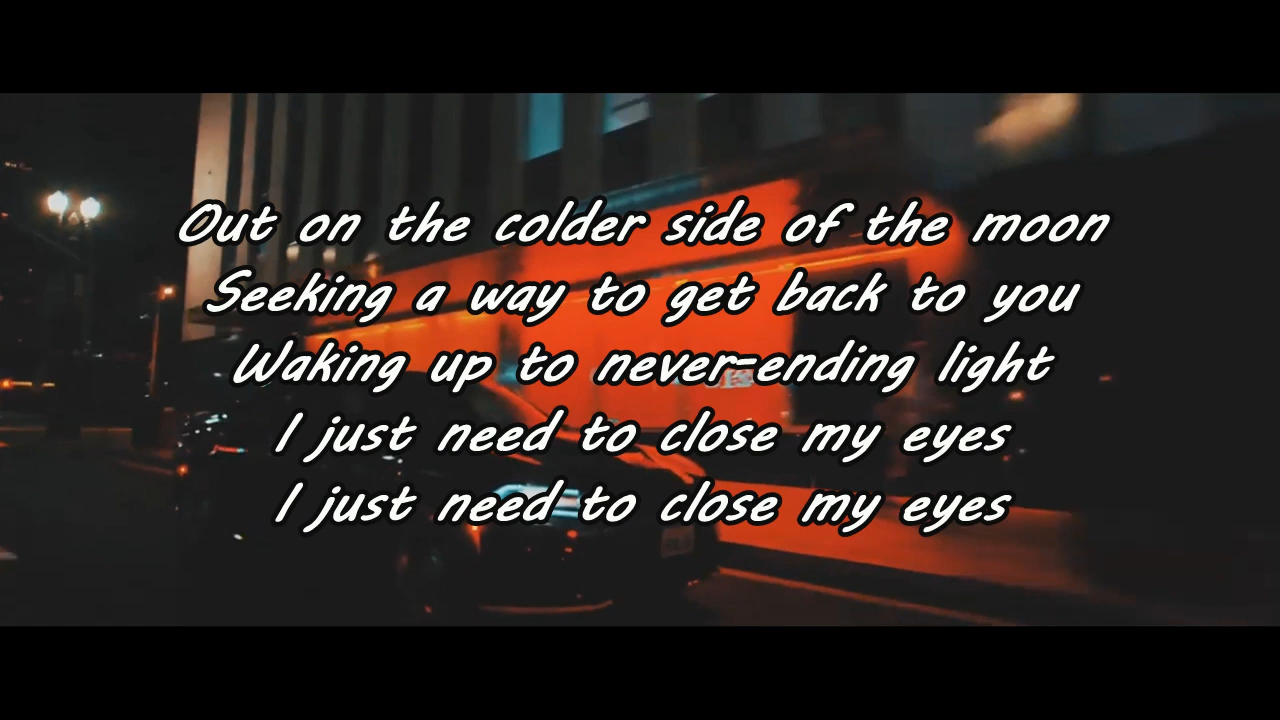 Out on the colder side of the moon
Seeking a way to get back to you
Waking up to never-ending light
I just need to close my eyes
I just need to close my eyes